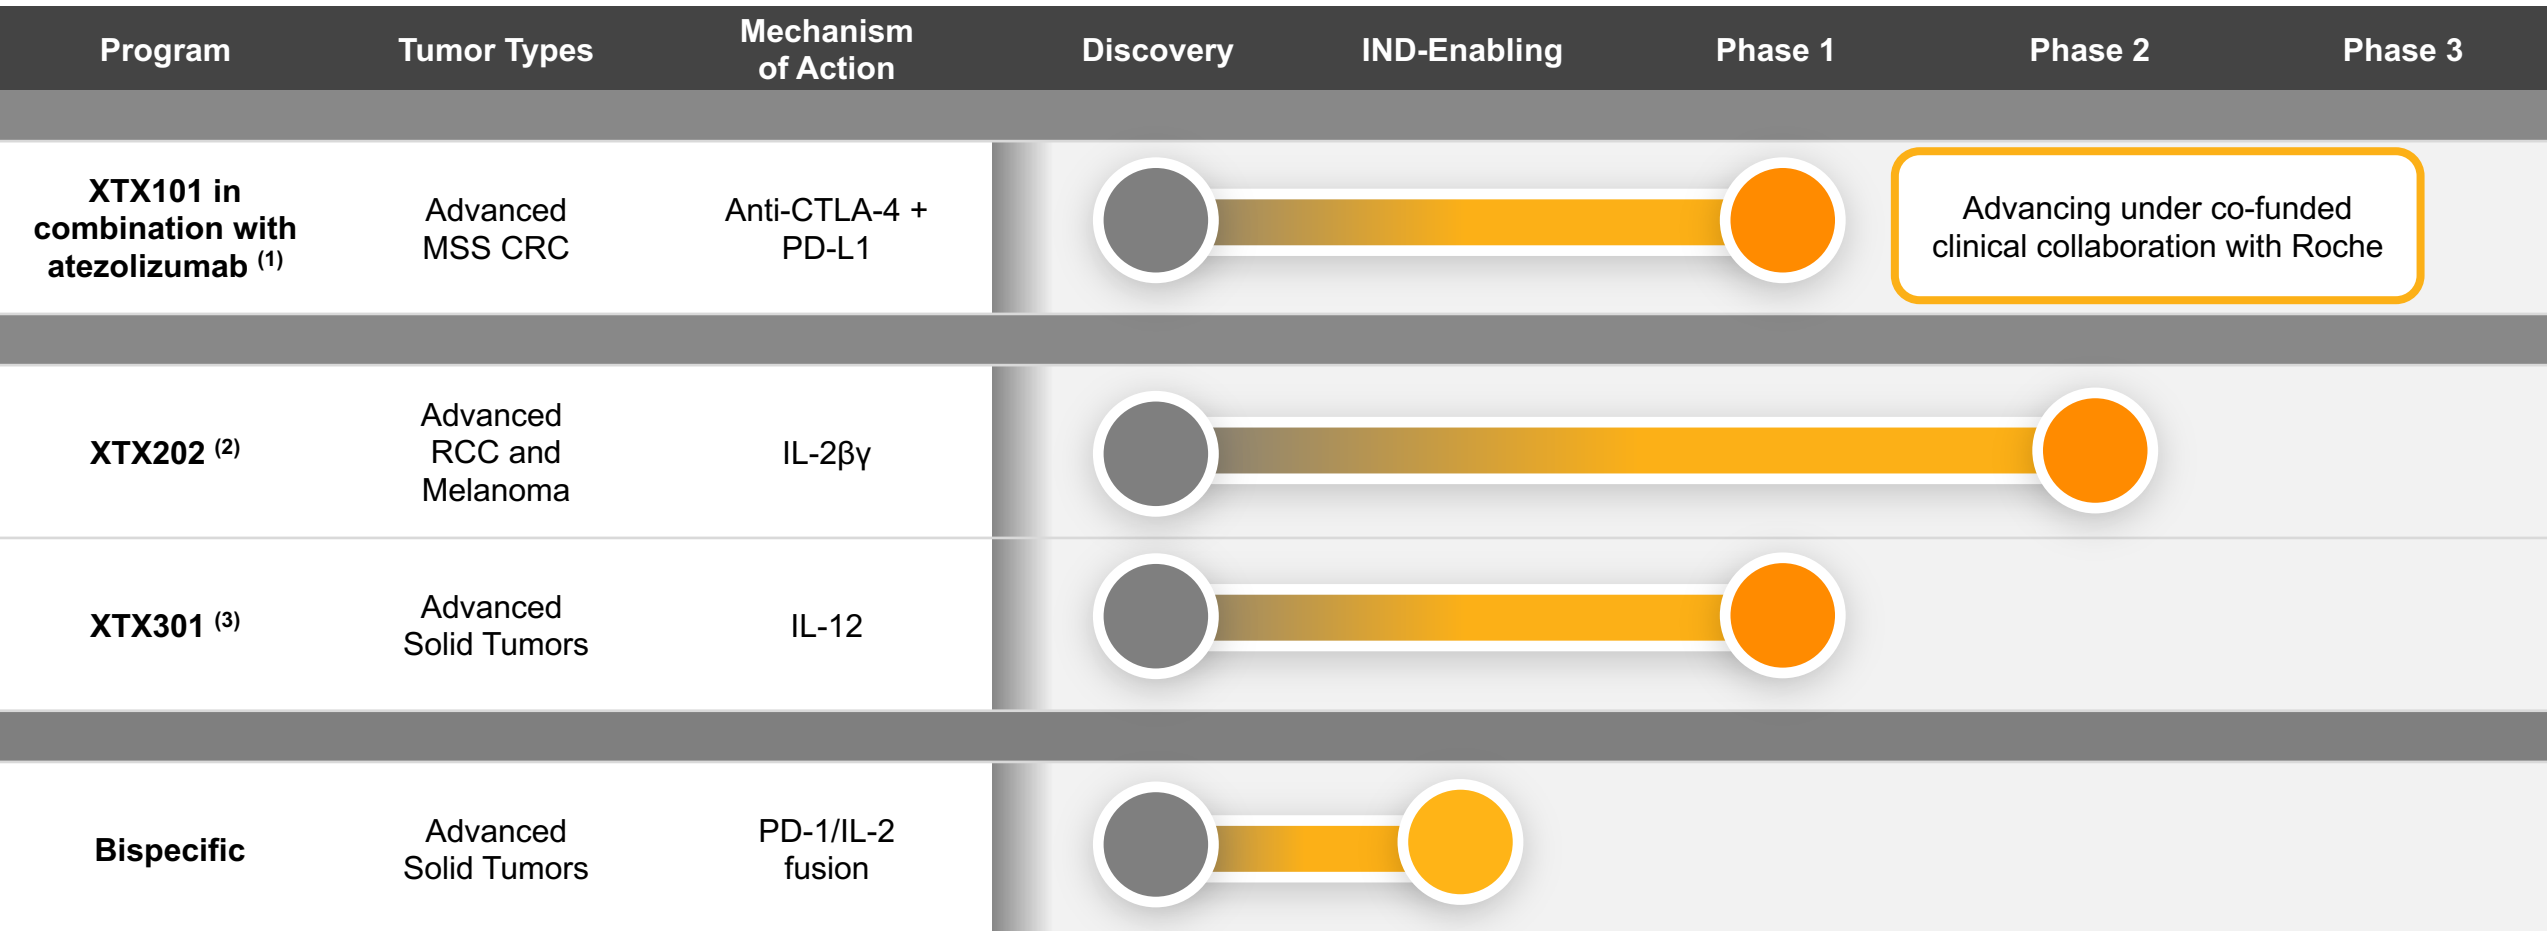 Program
Tumor Types
Mechanism
of Action
Discovery
IND-Enabling
Phase 1
Phase 2
Phase 3
XTX101 in
combination with
atezolizumab (1)
Advanced
MSS CRC
Anti-CTLA-4 +
PD-L1
Advancing under co-funded
clinical collaboration with Roche
XTX202 (2)
Advanced
RCC and
Melanoma
IL-2βγ
XTX301 (3)
Advanced
Solid Tumors
IL-12
Bispecific
Advanced
Solid Tumors
PD-1/IL-2
fusion